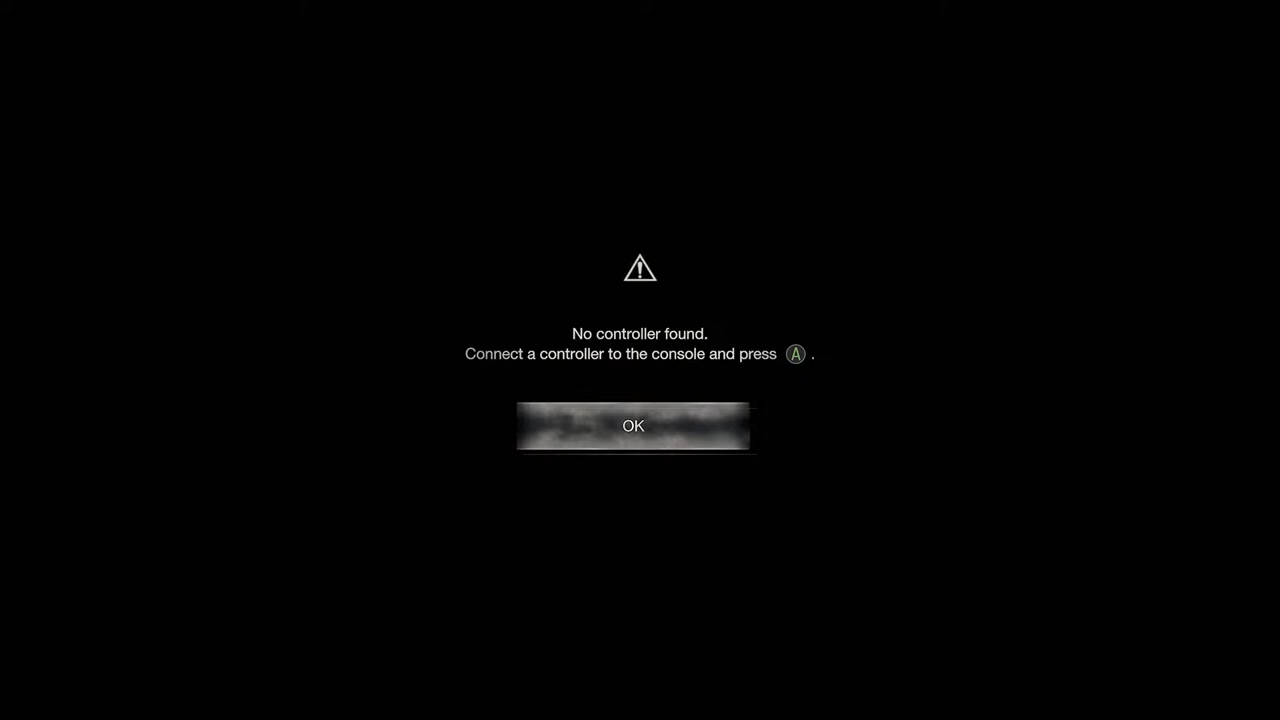 No controller found.
Connect a controller to the console and press A .
OK